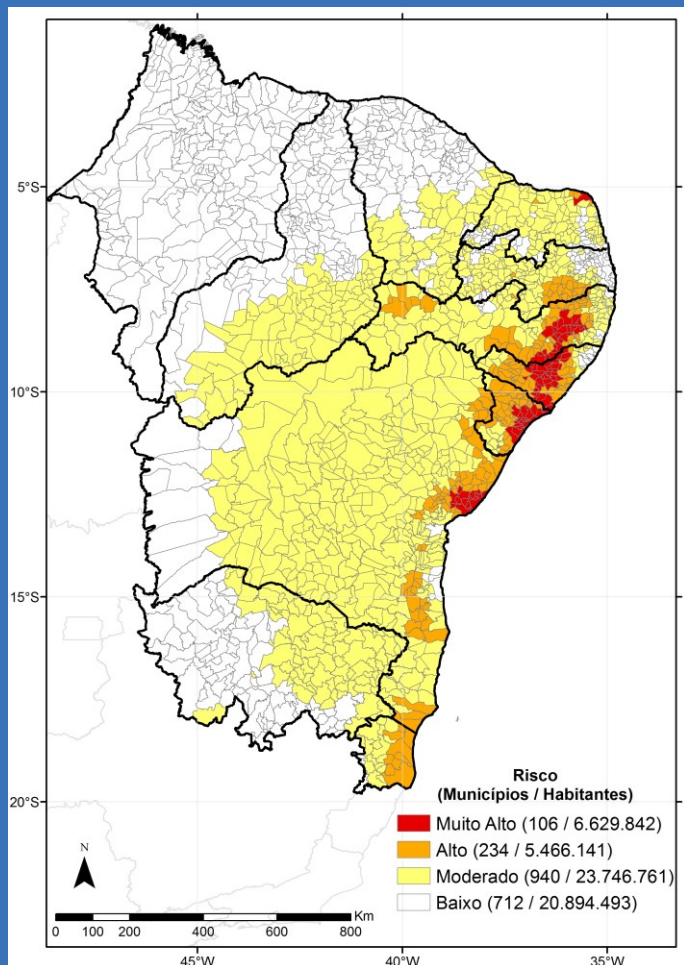 5°S
10°S
15°S
20°S
Risco
(Municípios / Habitantes)
Muito Alto (106 / 6.629.842)
Alto (234 / 5.466.141)
Moderado (940 / 23.746.761)
Baixo (712 / 20.894.493)
N
Km
0 100 200 400 600 800
45°W 40°W 35°W